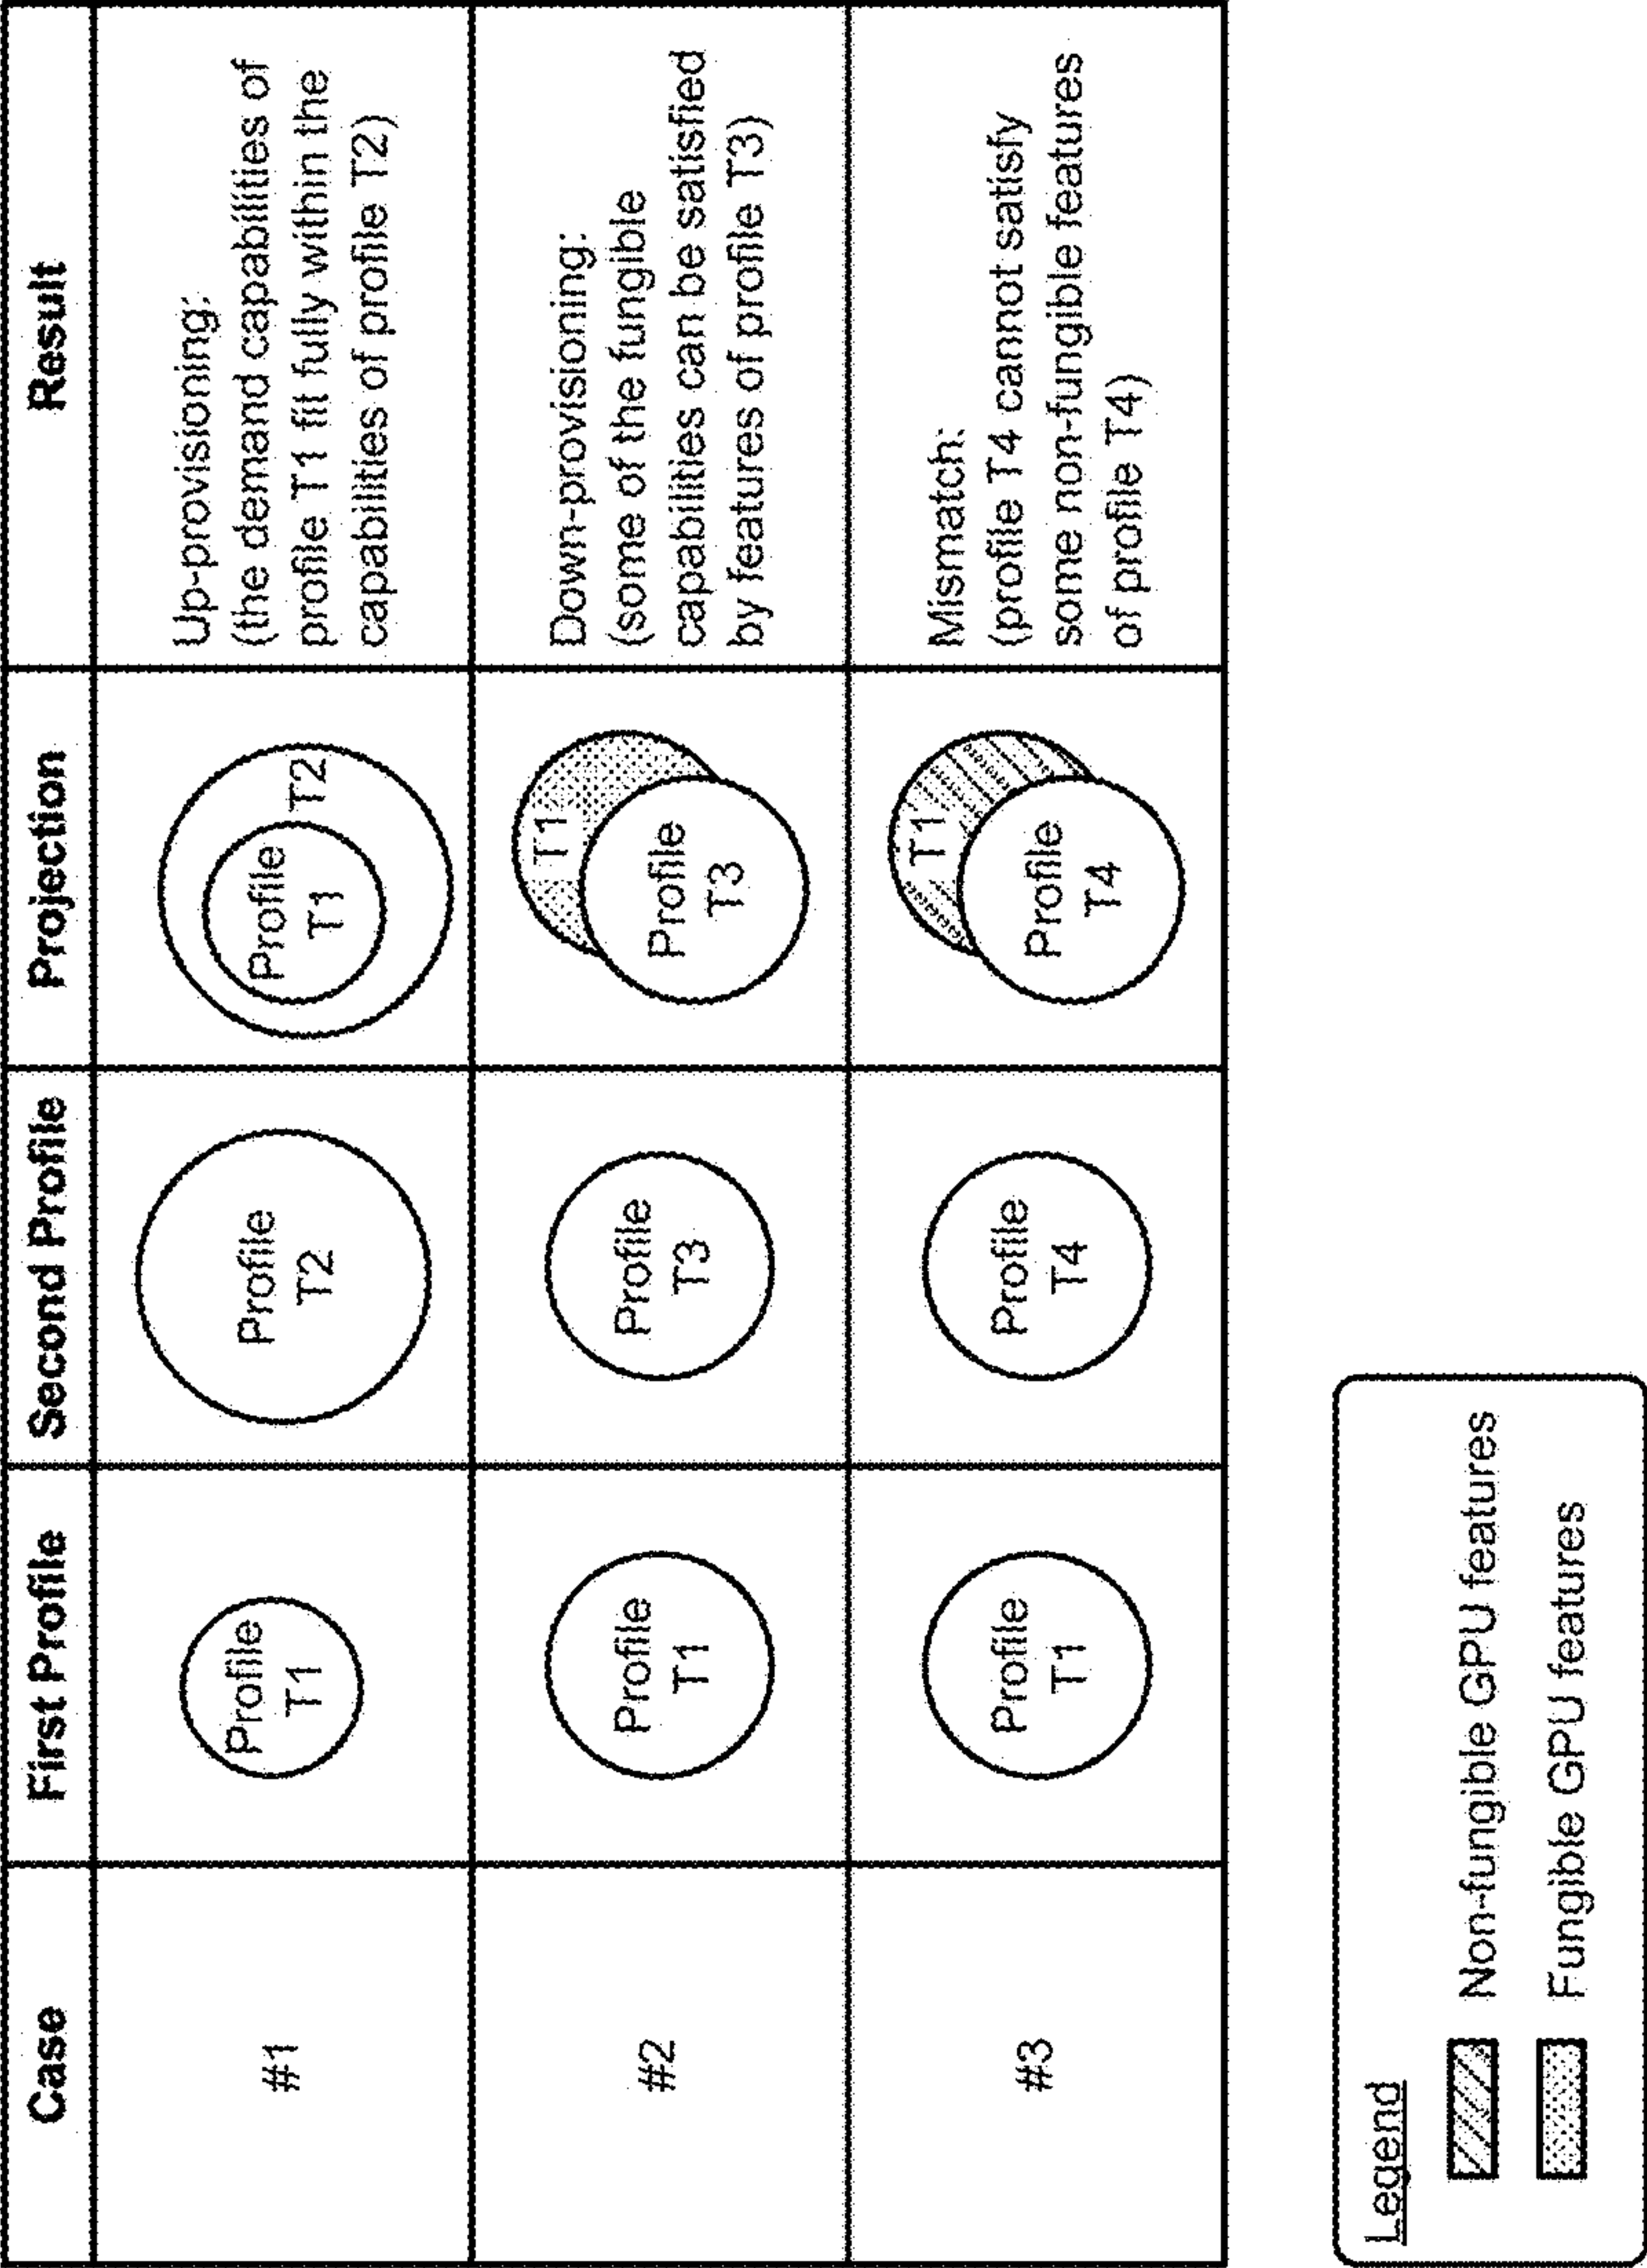 Case
First Profile
Second Profile
Projection
Result
#1
Profile
T1
Profile
T2
Profile
T1
T2
Up-provisioning:
(the demand capabilities of
profile T1 fit fully within the
capabilities of profile T2)
#2
Profile
T1
Profile
T3
T1
Profile
T3
Down-provisioning:
(some of the fungible
capabilities can be satisfied
by features of profile T3)
#3
Profile
T1
Profile
T4
T1
Profile
T4
Mismatch:
(profile T4 cannot satisfy
some non-fungible features
of profile T4)
Legend
Non-fungible GPU features
Fungible GPU features